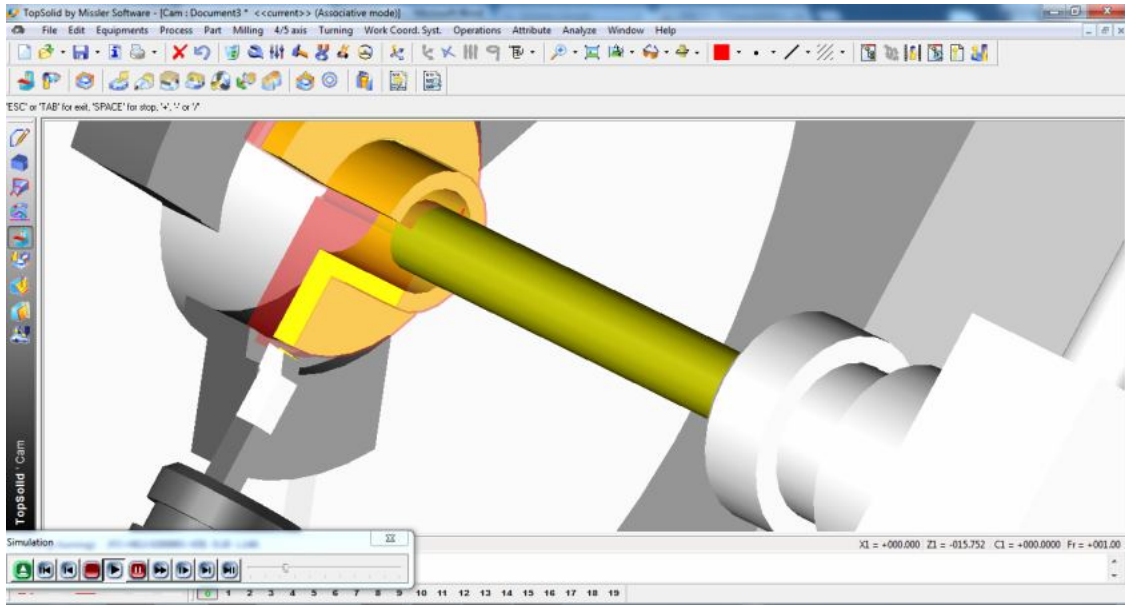 TopSolid by Missler Software - [Cam : Document3 * <<current>> (Associative mode)]
File Edit Equipments Process Part Milling 4/5 axis Turning Work Coord. Syst. Operations Attribute Analyze Window Help
'ESC' or 'TAB' for exit, 'SPACE' for stop, '+', '-' or '/'
TopSolid'Cam
Simulation
X1 = +000.000 Z1 = -015.752 C1 = +000.0000 Fr = +001.00
0 1 2 3 4 5 6 7 8 9 10 11 12 13 14 15 16 17 18 19